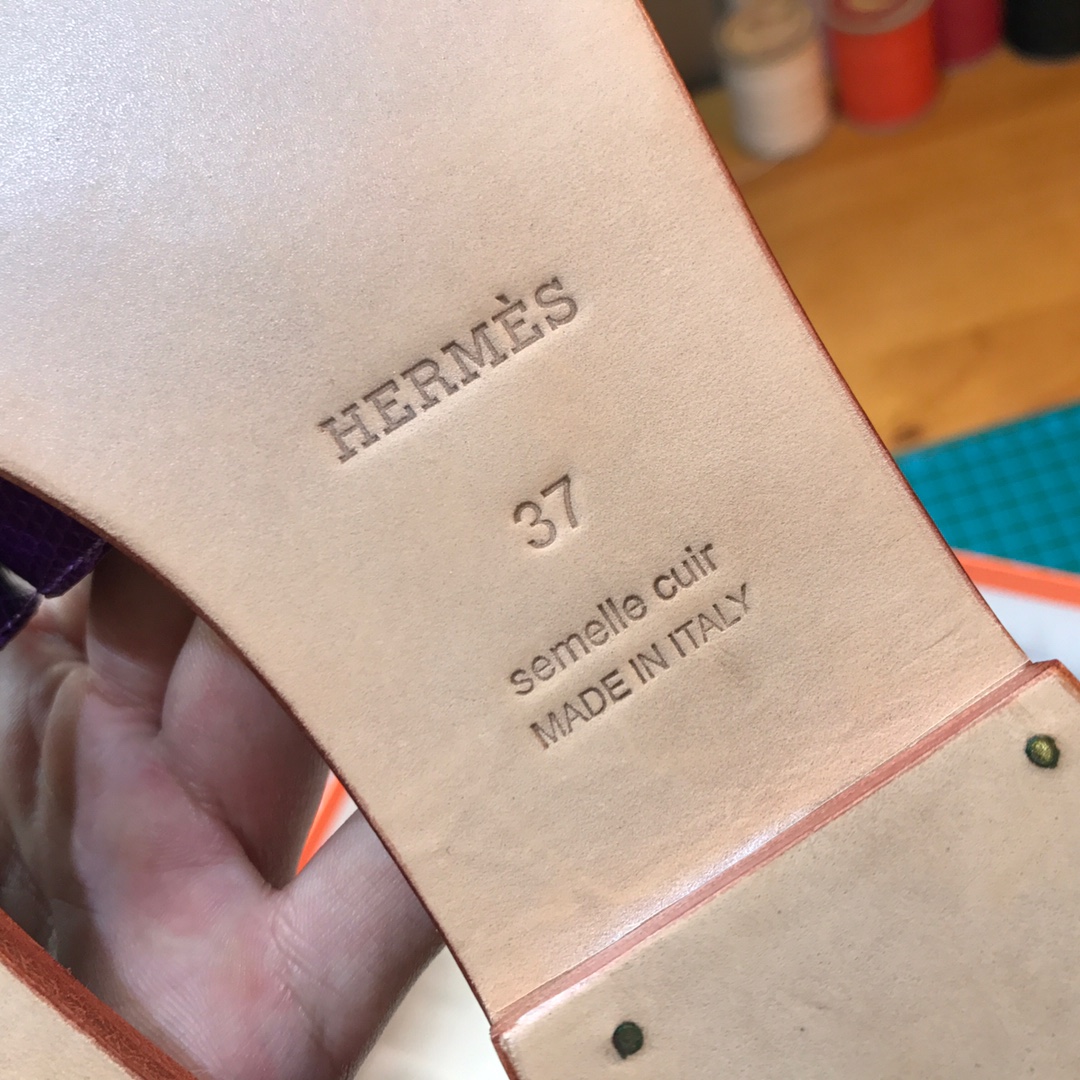 HERMÈS
37
semelle cuir
MADE IN ITALY